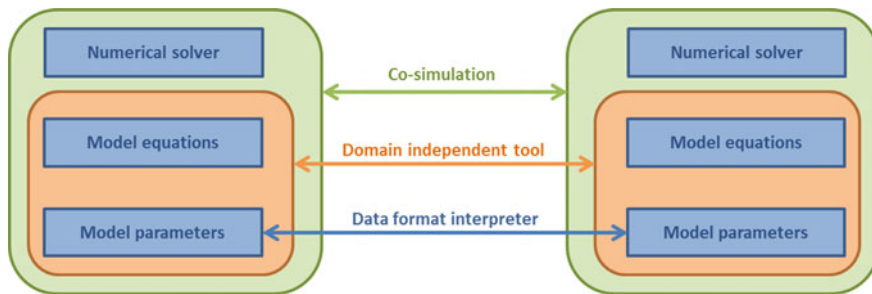 Numerical solver
Numerical solver
Co-simulation
Model equations
Model equations
Domain independent tool
Data format interpreter
Model parameters
Model parameters